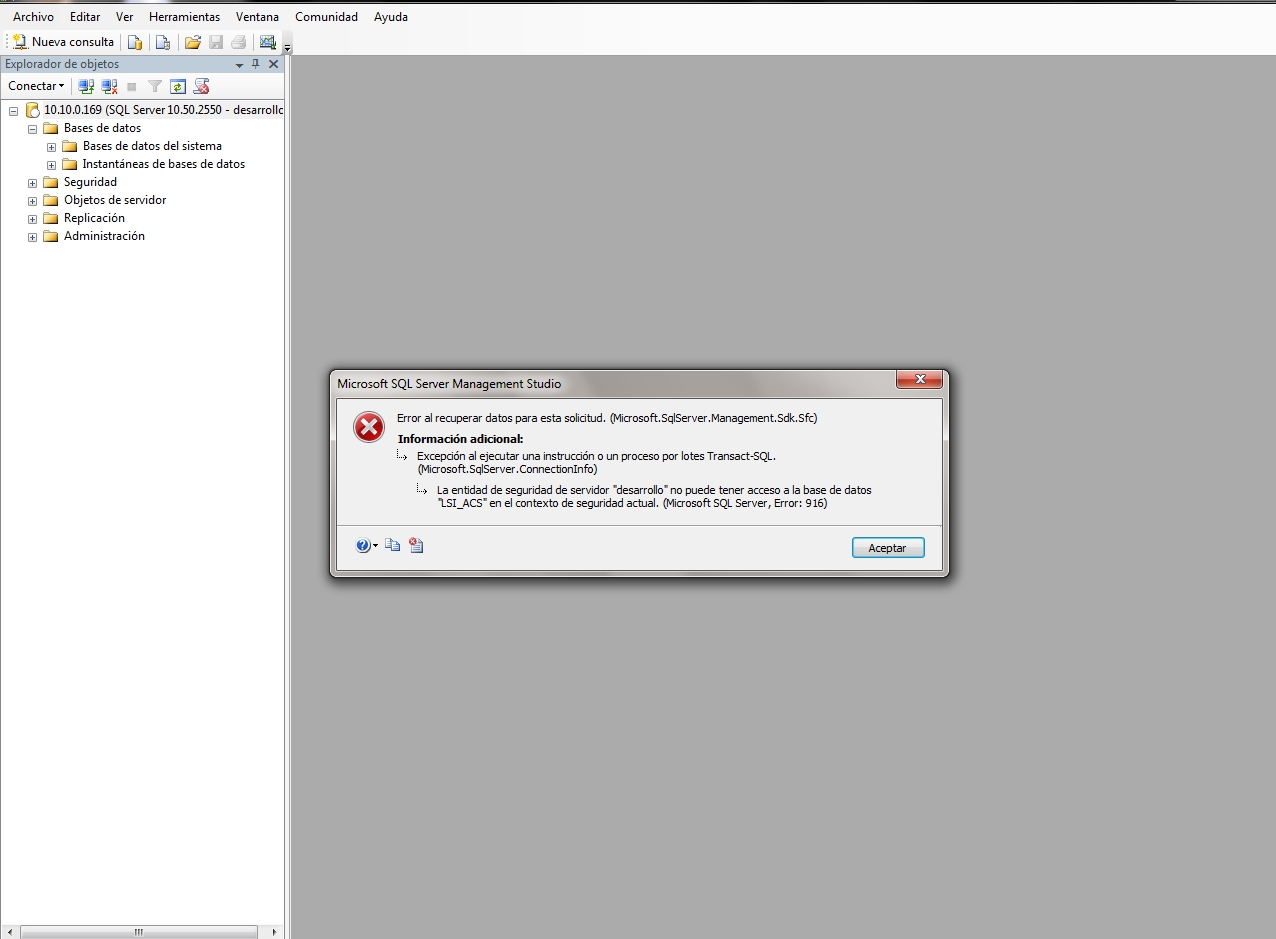 Archivo Editar Ver Herramientas Ventana Comunidad Ayuda
Nueva consulta
Explorador de objetos
Conectar
10.10.0.169 (SQL Server 10.50.2550 - desarrollo
Bases de datos
Bases de datos del sistema
Instantáneas de bases de datos
Seguridad
Objetos de servidor
Replicación
Administración
Microsoft SQL Server Management Studio
Error al recuperar datos para esta solicitud. (Microsoft.SqlServer.Management.Sdk.Sfc)
Información adicional:
Excepción al ejecutar una instrucción o un proceso por lotes Transact-SQL.
(Microsoft.SqlServer.ConnectionInfo)
La entidad de seguridad de servidor "desarrollo" no puede tener acceso a la base de datos
"LSI_ACS" en el contexto de seguridad actual. (Microsoft SQL Server, Error: 916)
Aceptar